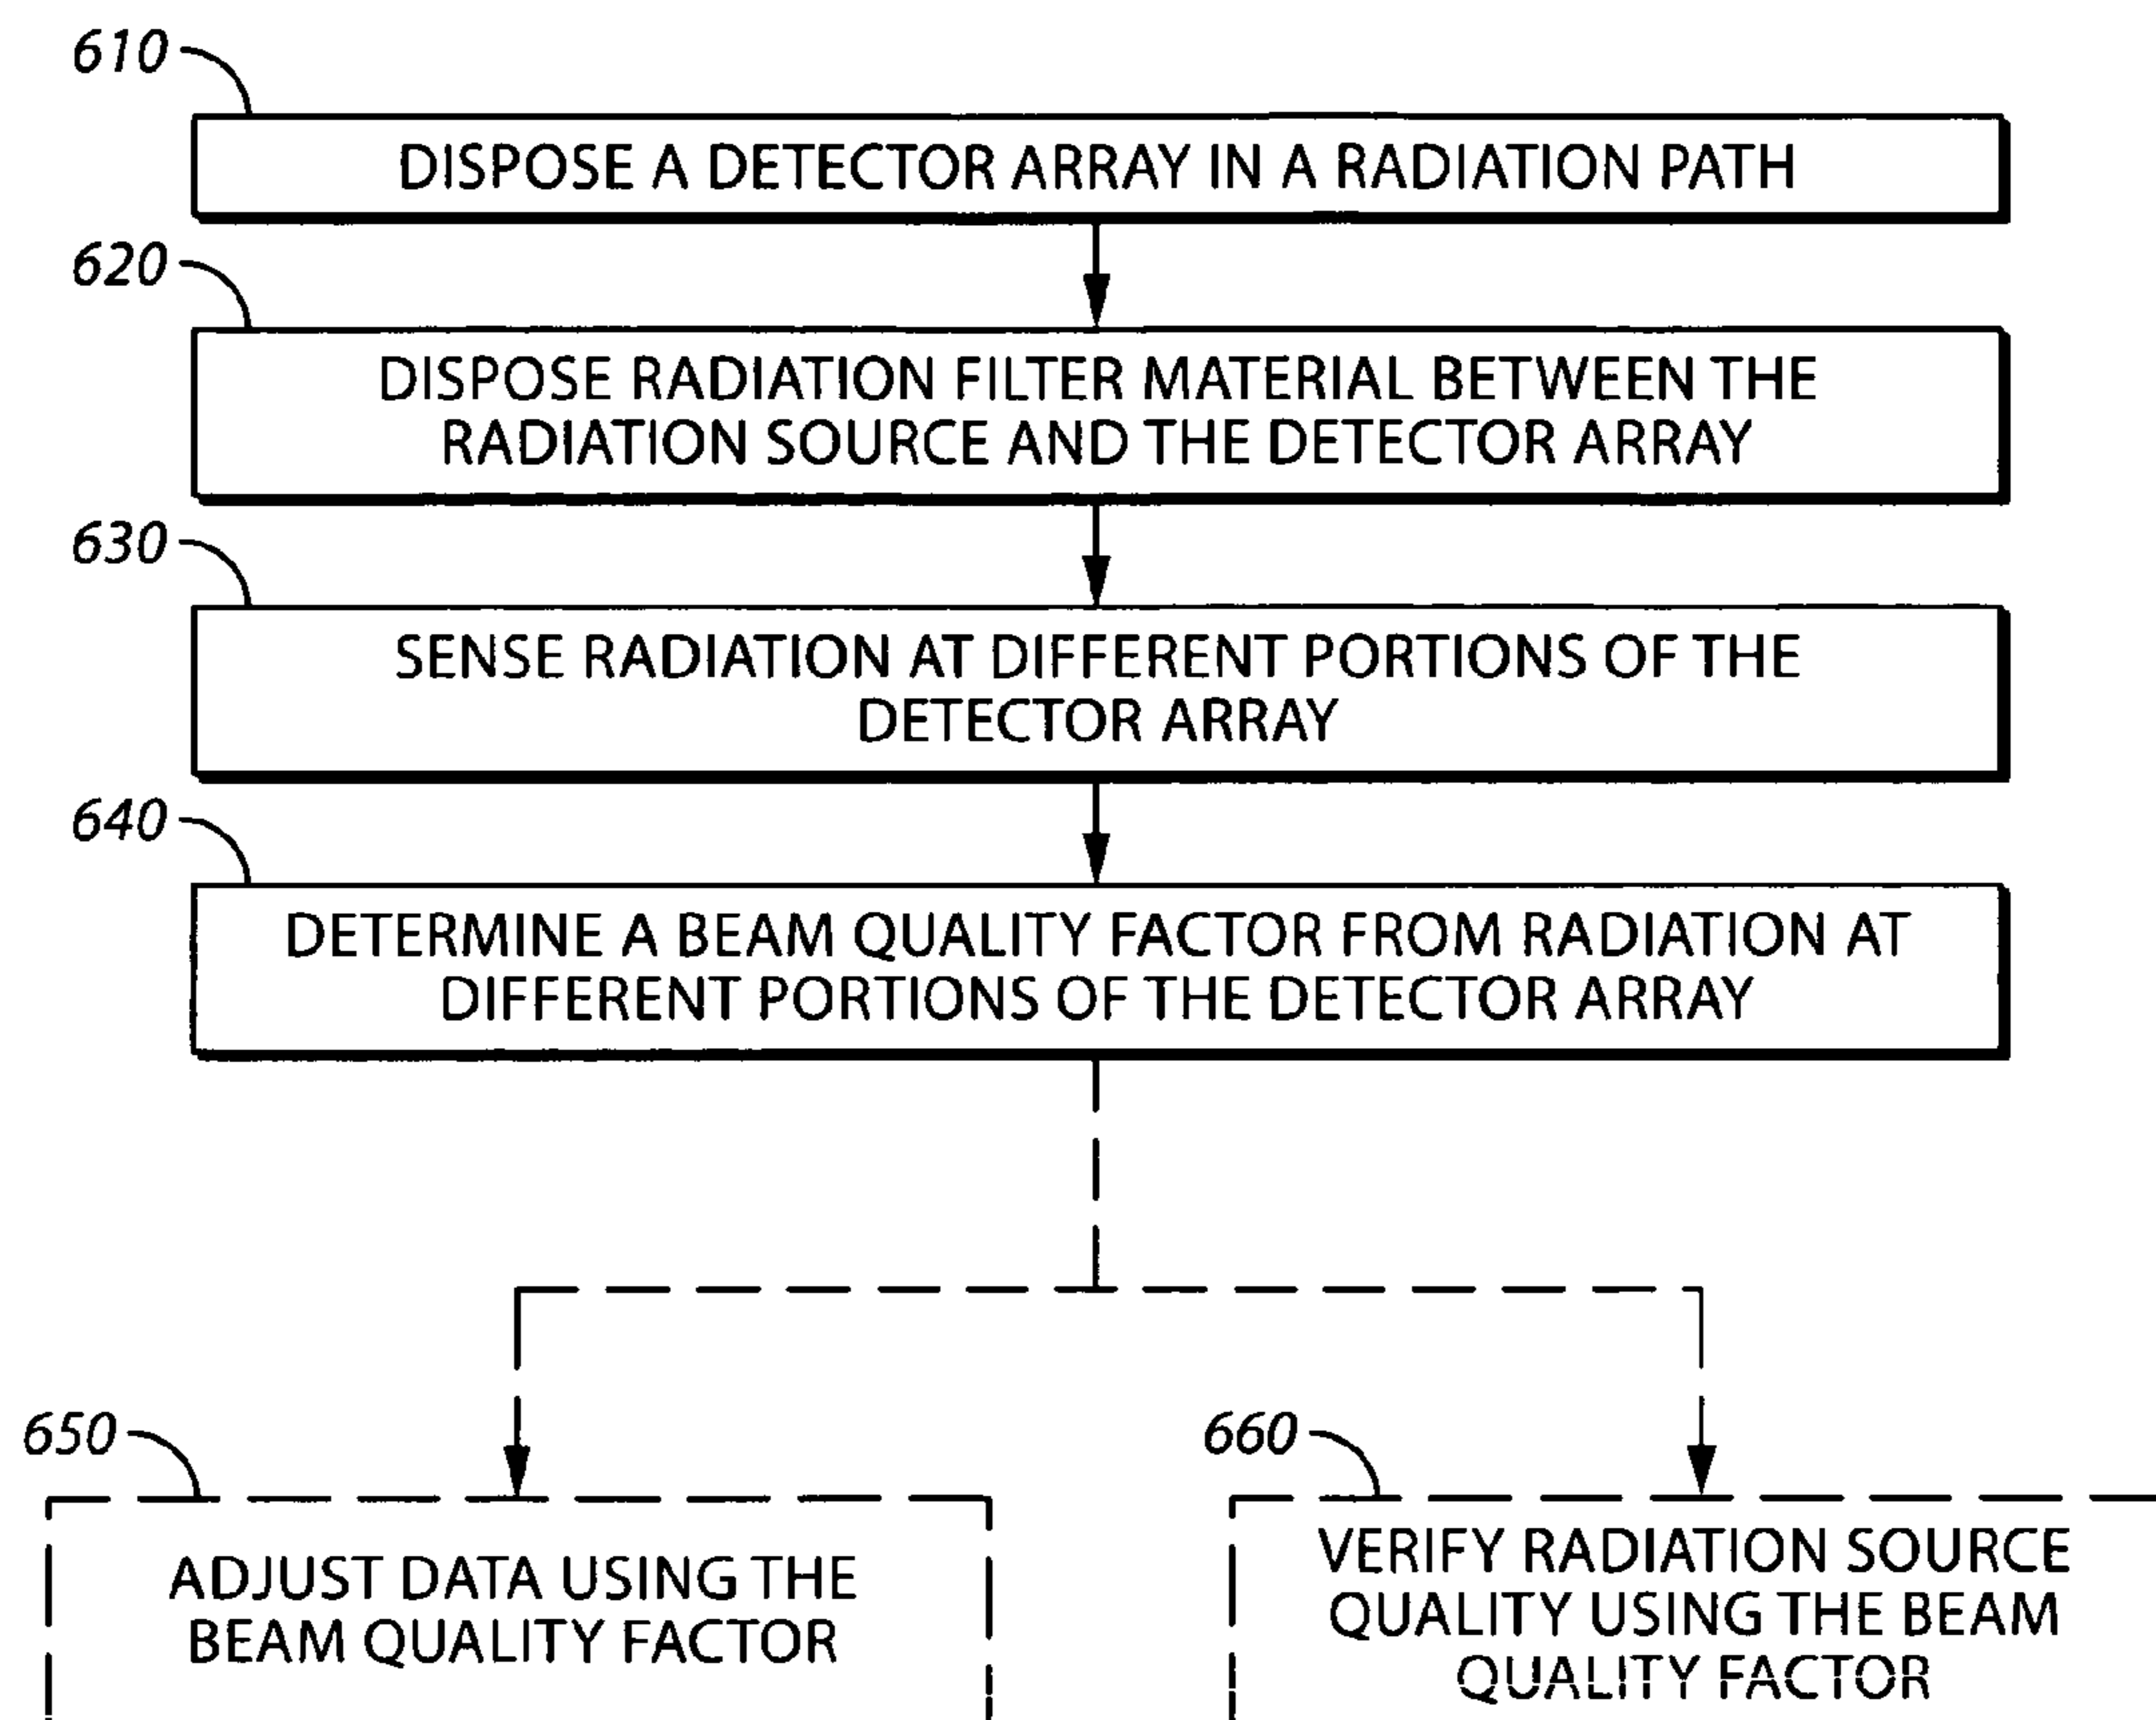 610
DISPOSE A DETECTOR ARRAY IN A RADIATION PATH
620
DISPOSE RADIATION FILTER MATERIAL BETWEEN THE
RADIATION SOURCE AND THE DETECTOR ARRAY
630
SENSE RADIATION AT DIFFERENT PORTIONS OF THE
DETECTOR ARRAY
640
DETERMINE A BEAM QUALITY FACTOR FROM RADIATION AT
DIFFERENT PORTIONS OF THE DETECTOR ARRAY
650
ADJUST DATA USING THE
BEAM QUALITY FACTOR
660
VERIFY RADIATION SOURCE
QUALITY USING THE BEAM
QUALITY FACTOR